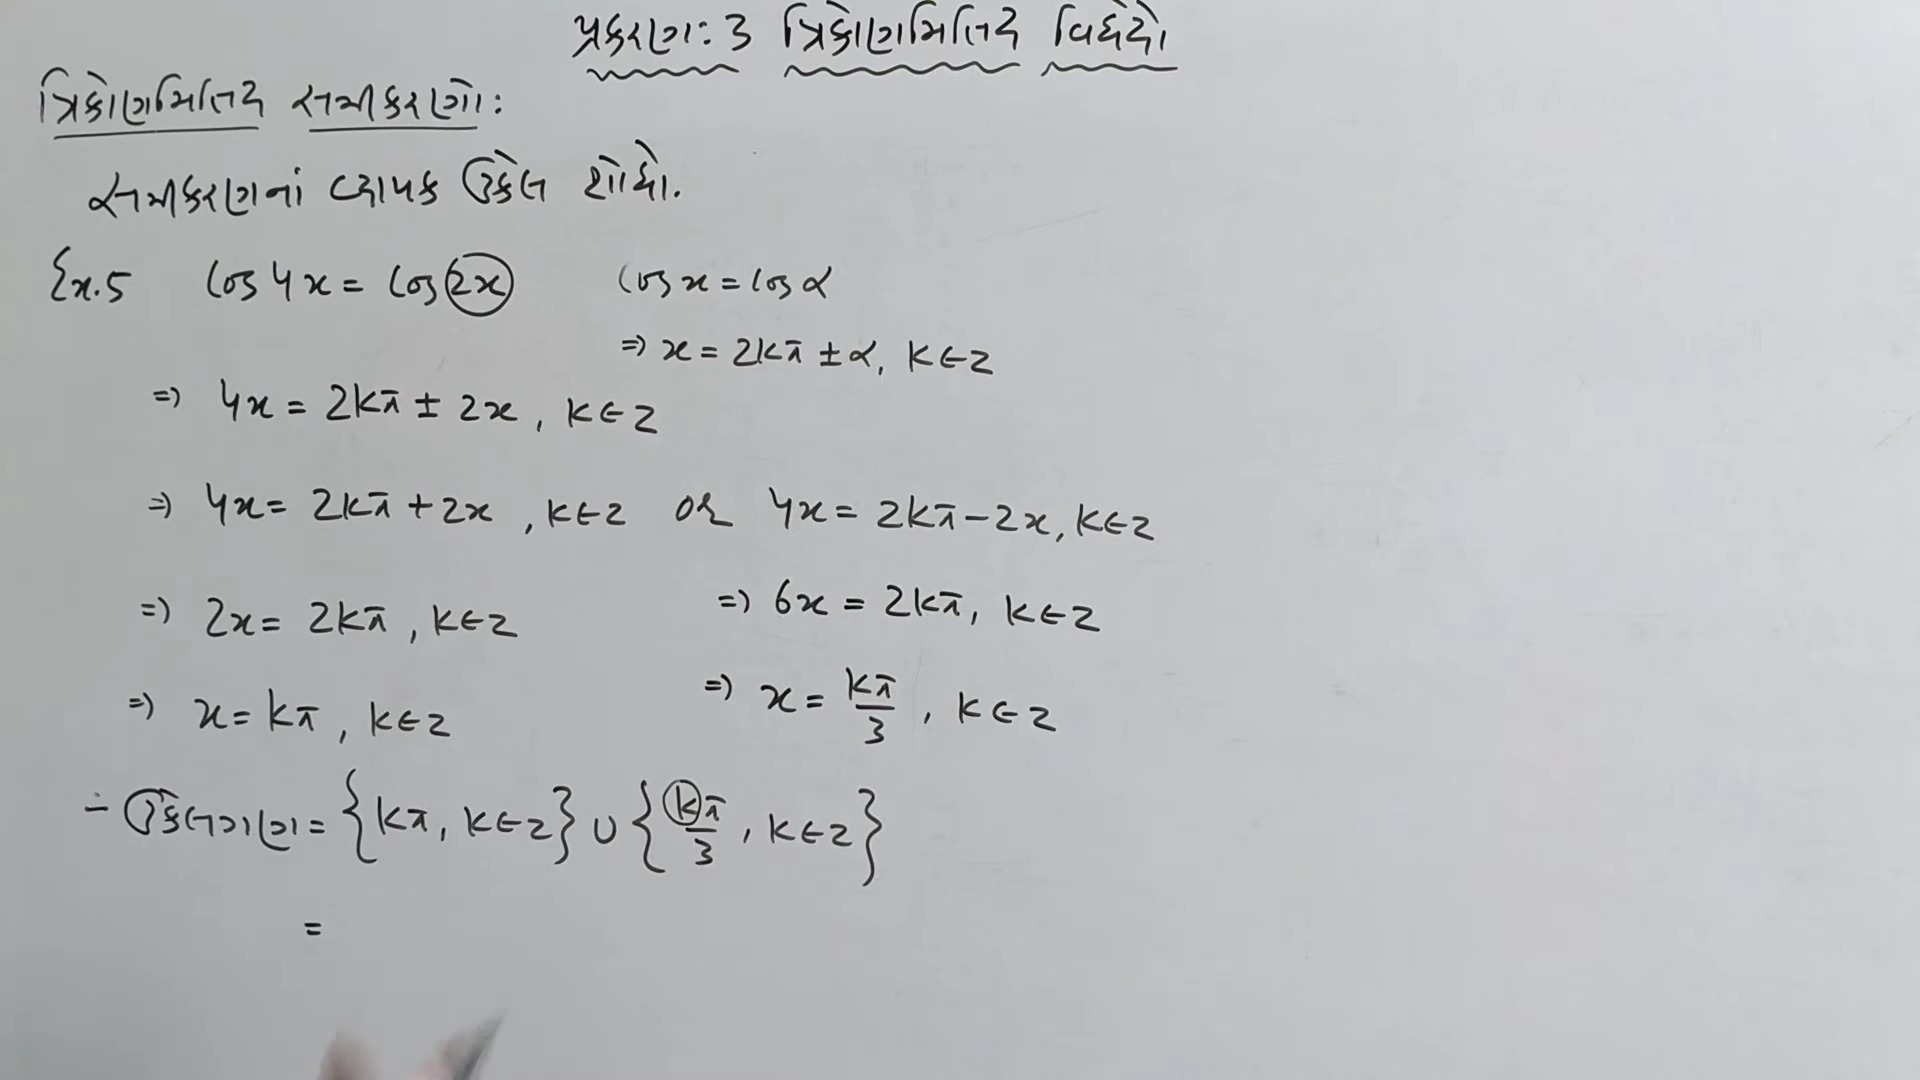 પ્રકરણ: 3 ત્રિકોણમિતિય વિધેયો
ત્રિકોણમિતિય સમીકરણો:
સમીકરણનાં વ્યાપક ઉકેલ શોધો.
Ex.5 cos 4x = cos 2x cos x = cos α
⇒ x = 2kπ ± α, k ∈ Z
⇒ 4x = 2kπ ± 2x, k ∈ Z
⇒ 4x = 2kπ + 2x, k ∈ Z or 4x = 2kπ − 2x, k ∈ Z
⇒ 2x = 2kπ, k ∈ Z ⇒ 6x = 2kπ, k ∈ Z
⇒ x = kπ, k ∈ Z ⇒ x = kπ/3, k ∈ Z
∴ ઉકેલગણ = {kπ, k ∈ Z} ∪ {kπ/3, k ∈ Z}
=